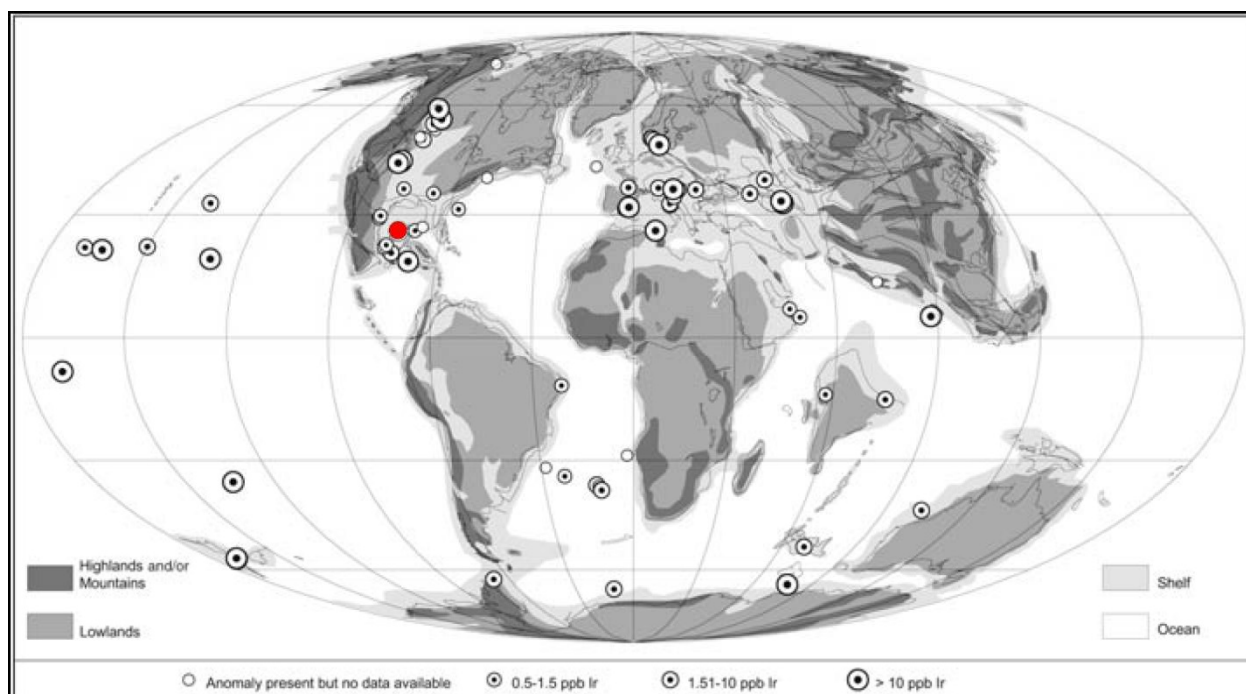 Highlands and/or
Mountains
Lowlands
Shelf
Ocean
Anomaly present but no data available
0.5-1.5 ppb Ir
1.51-10 ppb Ir
> 10 ppb Ir